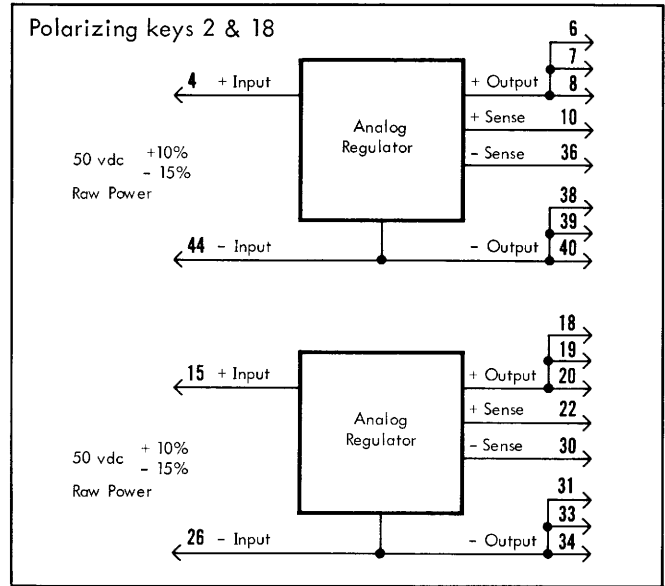 Polarizing keys 2 & 18
6
7
4 + Input
+ Output 8
Analog
Regulator
+ Sense 10
- Sense 36
50 vdc +10%
- 15%
Raw Power
38
39
44 - Input
- Output 40
18
19
15 + Input
+ Output 20
Analog
Regulator
+ Sense 22
- Sense 30
50 vdc + 10%
- 15%
Raw Power
31
33
26 - Input
- Output 34